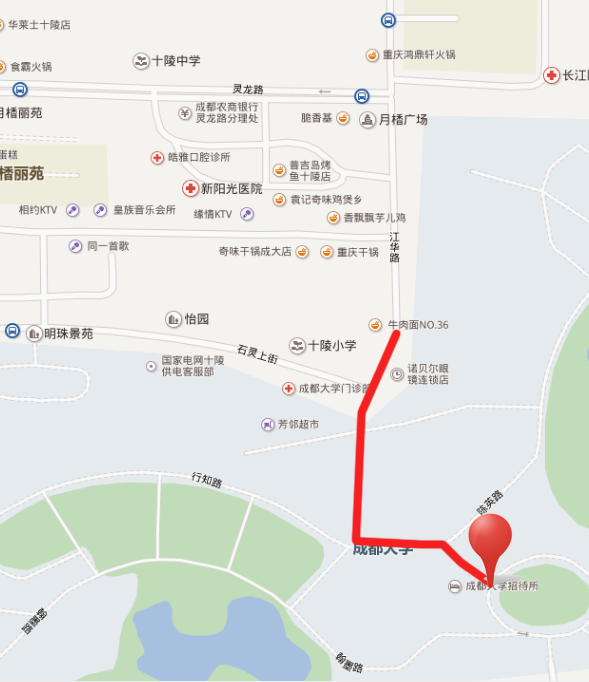 华莱士十陵店
十陵中学
重庆鸿鼎轩火锅
食霸火锅
长江
灵龙路
月樯丽苑
成都农商银行
灵龙路分理处
脆香基
月樯广场
蛋糕
樯丽苑
皓雅口腔诊所
普吉岛烤
鱼十陵店
新阳光医院
袁记奇味鸡煲乡
相约KTV
皇族音乐会所
缘情KTV
香飘飘芋儿鸡
江华路
同一首歌
奇味干锅成大店
重庆干锅
怡园
牛肉面NO.36
明珠景苑
十陵小学
石灵上街
国家电网十陵
供电客服部
诺贝尔眼
镜连锁店
成都大学门诊部
芳邻超市
行知路
陈英路
成都大学
成都大学招待所